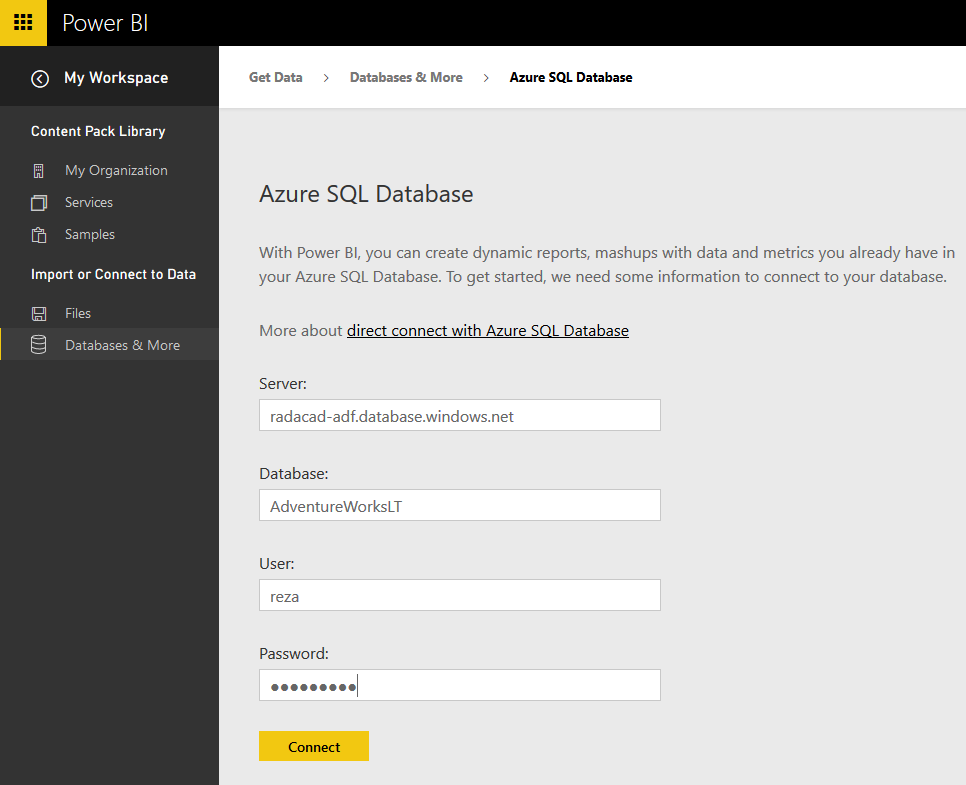 Power BI
My Workspace
Content Pack Library
My Organization
Services
Samples
Import or Connect to Data
Files
Databases & More
Get Data > Databases & More > Azure SQL Database
Azure SQL Database
With Power BI, you can create dynamic reports, mashups with data and metrics you already have in
your Azure SQL Database. To get started, we need some information to connect to your database.
More about direct connect with Azure SQL Database
Server:
radacad-adf.database.windows.net
Database:
AdventureWorksLT
User:
reza
Password:
●●●●●●●●●
Connect